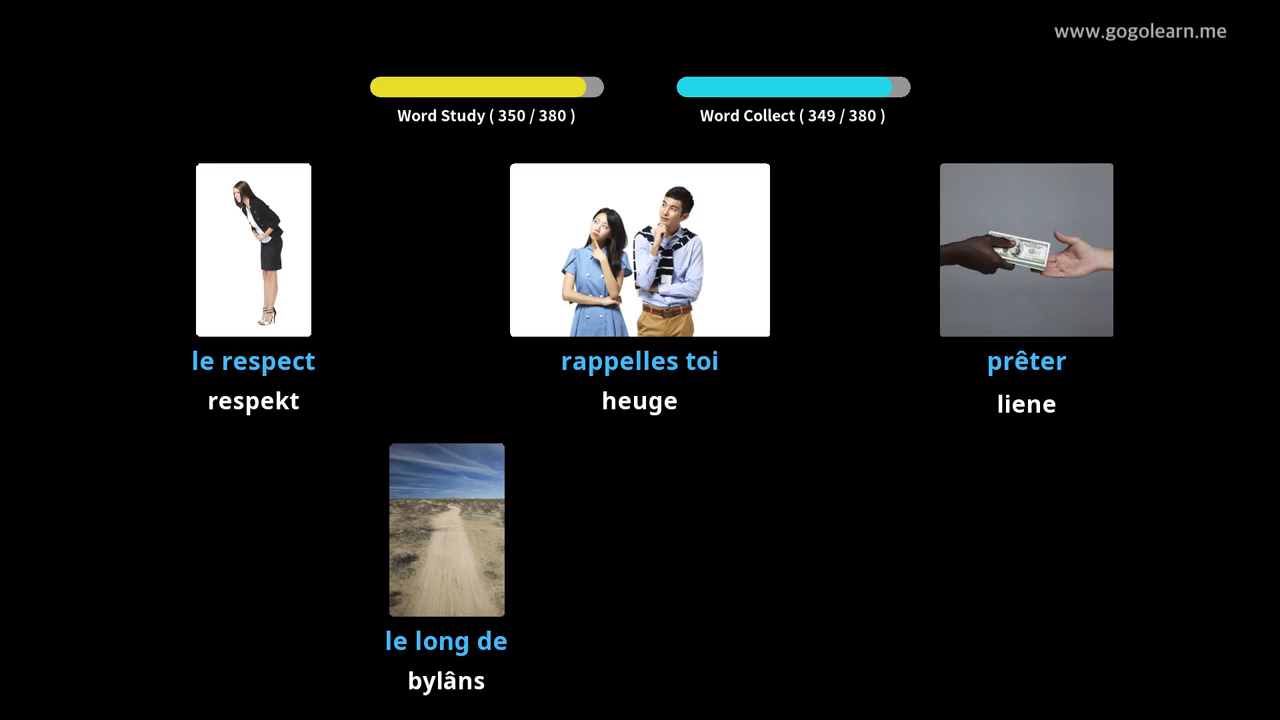 www.gogolearn.me
Word Study ( 350 / 380 )
Word Collect ( 349 / 380 )
le respect
respekt
rappelles toi
heuge
prêter
liene
le long de
bylâns